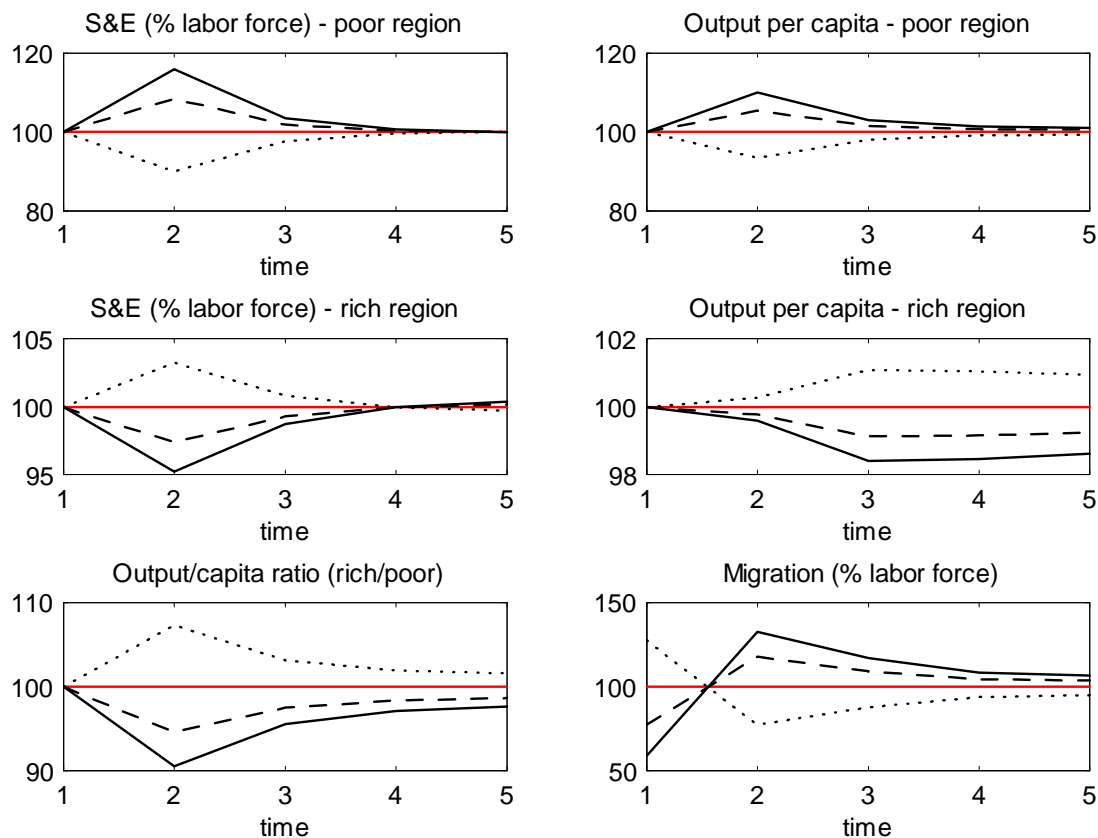 S&E (% labor force) - poor region
120
100
80
1 2 3 4 5
time
Output per capita - poor region
120
100
80
1 2 3 4 5
time
S&E (% labor force) - rich region
105
100
95
1 2 3 4 5
time
Output per capita - rich region
102
100
98
1 2 3 4 5
time
Output/capita ratio (rich/poor)
110
100
90
1 2 3 4 5
time
Migration (% labor force)
150
100
50
1 2 3 4 5
time